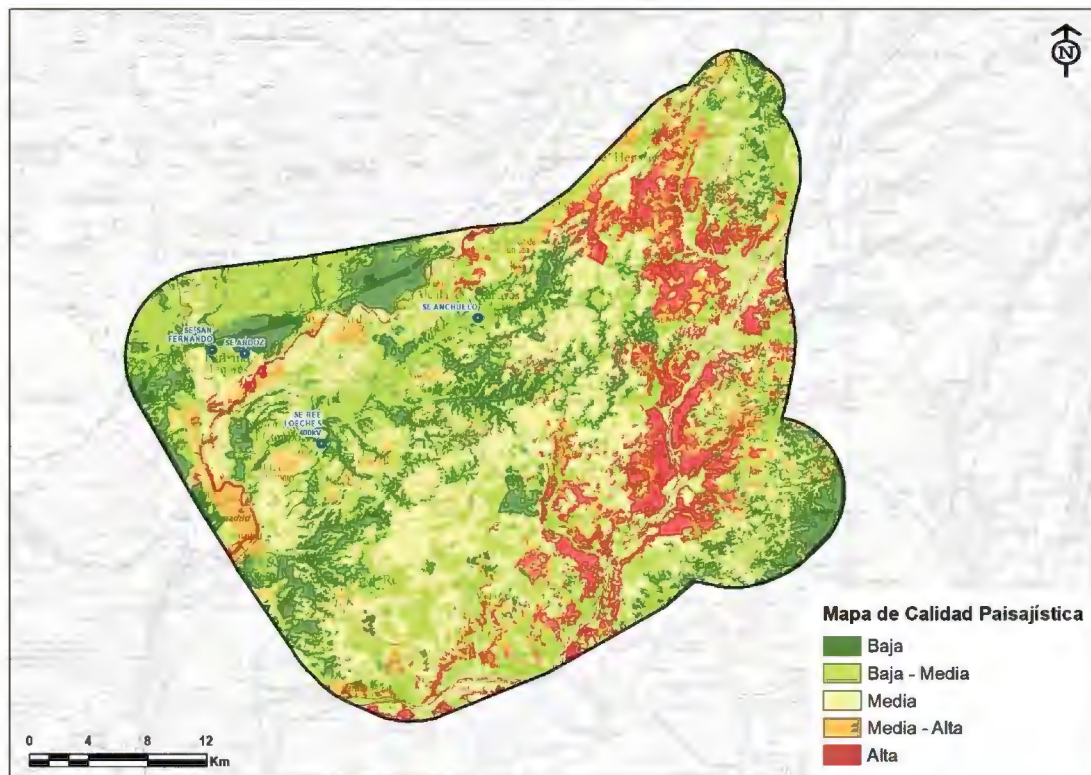 N
SE ANCHUELO
SE SAN
FERNANDO
SE ARDOZ
SE REE
LOECHES
400kV
Mapa de Calidad Paisajística
Baja
Baja - Media
Media
Media - Alta
Alta
0 4 8 12
Km